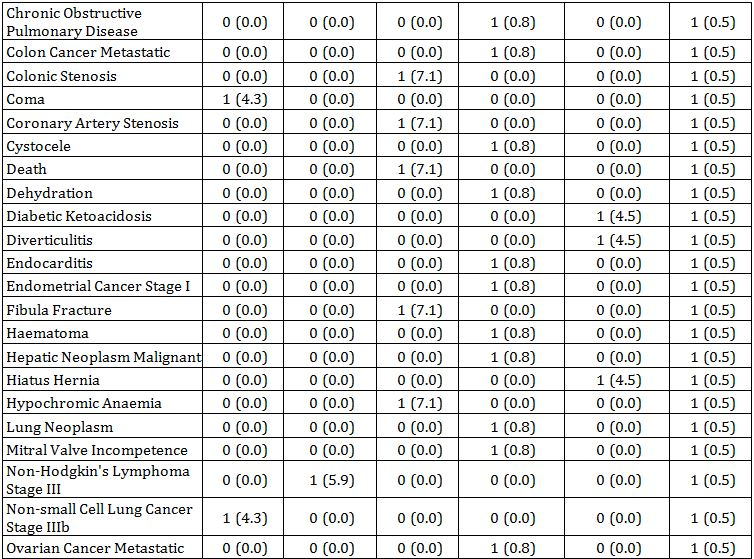 Chronic Obstructive
Pulmonary Disease 0 (0.0) 0 (0.0) 0 (0.0) 1 (0.8) 0 (0.0) 1 (0.5)
Colon Cancer Metastatic 0 (0.0) 0 (0.0) 0 (0.0) 1 (0.8) 0 (0.0) 1 (0.5)
Colonic Stenosis 0 (0.0) 0 (0.0) 1 (7.1) 0 (0.0) 0 (0.0) 1 (0.5)
Coma 1 (4.3) 0 (0.0) 0 (0.0) 0 (0.0) 0 (0.0) 1 (0.5)
Coronary Artery Stenosis 0 (0.0) 0 (0.0) 1 (7.1) 0 (0.0) 0 (0.0) 1 (0.5)
Cystocele 0 (0.0) 0 (0.0) 0 (0.0) 1 (0.8) 0 (0.0) 1 (0.5)
Death 0 (0.0) 0 (0.0) 1 (7.1) 0 (0.0) 0 (0.0) 1 (0.5)
Dehydration 0 (0.0) 0 (0.0) 0 (0.0) 1 (0.8) 0 (0.0) 1 (0.5)
Diabetic Ketoacidosis 0 (0.0) 0 (0.0) 0 (0.0) 0 (0.0) 1 (4.5) 1 (0.5)
Diverticulitis 0 (0.0) 0 (0.0) 0 (0.0) 0 (0.0) 1 (4.5) 1 (0.5)
Endocarditis 0 (0.0) 0 (0.0) 0 (0.0) 1 (0.8) 0 (0.0) 1 (0.5)
Endometrial Cancer Stage I 0 (0.0) 0 (0.0) 0 (0.0) 1 (0.8) 0 (0.0) 1 (0.5)
Fibula Fracture 0 (0.0) 0 (0.0) 1 (7.1) 0 (0.0) 0 (0.0) 1 (0.5)
Haematoma 0 (0.0) 0 (0.0) 0 (0.0) 1 (0.8) 0 (0.0) 1 (0.5)
Hepatic Neoplasm Malignant 0 (0.0) 0 (0.0) 0 (0.0) 1 (0.8) 0 (0.0) 1 (0.5)
Hiatus Hernia 0 (0.0) 0 (0.0) 0 (0.0) 0 (0.0) 1 (4.5) 1 (0.5)
Hypochromic Anaemia 0 (0.0) 0 (0.0) 1 (7.1) 0 (0.0) 0 (0.0) 1 (0.5)
Lung Neoplasm 0 (0.0) 0 (0.0) 0 (0.0) 1 (0.8) 0 (0.0) 1 (0.5)
Mitral Valve Incompetence 0 (0.0) 0 (0.0) 0 (0.0) 1 (0.8) 0 (0.0) 1 (0.5)
Non-Hodgkin's Lymphoma
Stage III 0 (0.0) 1 (5.9) 0 (0.0) 0 (0.0) 0 (0.0) 1 (0.5)
Non-small Cell Lung Cancer
Stage IIIb 1 (4.3) 0 (0.0) 0 (0.0) 0 (0.0) 0 (0.0) 1 (0.5)
Ovarian Cancer Metastatic 0 (0.0) 0 (0.0) 0 (0.0) 1 (0.8) 0 (0.0) 1 (0.5)